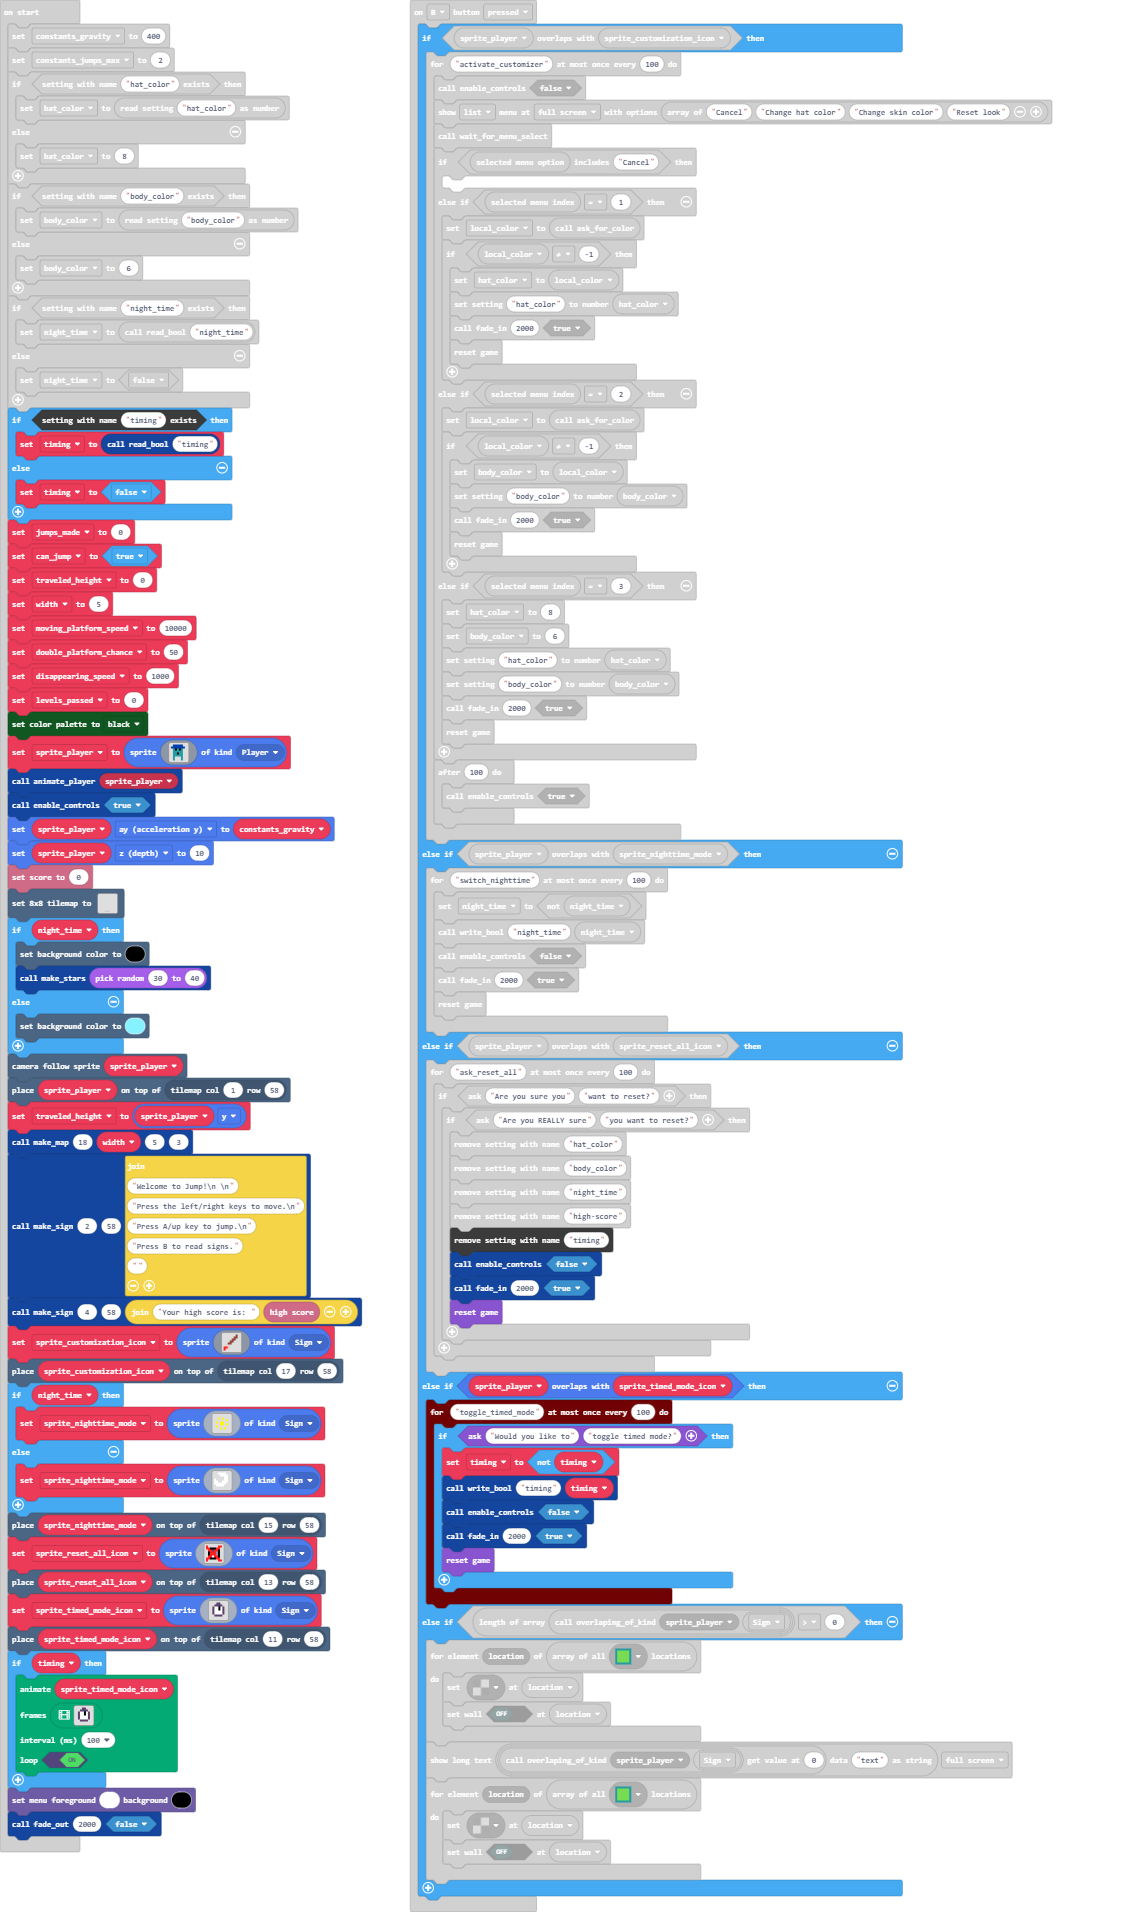 on start
set constants_gravity to 400
set constants_jumps_max to 2
if setting with name "hat_color" exists then
set hat_color to read setting "hat_color" as number
else
set hat_color to 8
if setting with name "body_color" exists then
set body_color to read setting "body_color" as number
else
set body_color to 6
if setting with name "night_time" exists then
set night_time to call read_bool "night_time"
else
set night_time to false
if setting with name "timing" exists then
set timing to call read_bool "timing"
else
set timing to false
set jumps_made to 0
set can_jump to true
set traveled_height to 0
set width to 5
set moving_platform_speed to 10000
set double_platform_chance to 50
set disappearing_speed to 1000
set levels_passed to 0
set color palette to black
set sprite_player to sprite of kind Player
call animate_player sprite_player
call enable_controls true
set sprite_player ay (acceleration y) to constants_gravity
set sprite_player z (depth) to 10
set score to 0
set 8x8 tilemap to
if night_time then
set background color to
call make_stars pick random 30 to 40
else
set background color to
camera follow sprite sprite_player
place sprite_player on top of tilemap col 1 row 58
set traveled_height to sprite_player y
call make_map 18 width 5 3
join
"Welcome to Jump!\n \n"
"Press the left/right keys to move.\n"
call make_sign 2 58 "Press A/up key to jump.\n"
"Press B to read signs."
""
call make_sign 4 58 join "Your high score is: " high score
set sprite_customization_icon to sprite of kind Sign
place sprite_customization_icon on top of tilemap col 17 row 58
if night_time then
set sprite_nighttime_mode to sprite of kind Sign
else
set sprite_nighttime_mode to sprite of kind Sign
place sprite_nighttime_mode on top of tilemap col 15 row 58
set sprite_reset_all_icon to sprite of kind Sign
place sprite_reset_all_icon on top of tilemap col 13 row 58
set sprite_timed_mode_icon to sprite of kind Sign
place sprite_timed_mode_icon on top of tilemap col 11 row 58
if timing then
animate sprite_timed_mode_icon
frames
interval (ms) 100
loop ON
set menu foreground background
call fade_out 2000 false
on B button pressed
if sprite_player overlaps with sprite_customization_icon then
for "activate_customizer" at most once every 100 do
call enable_controls false
show list menu at full screen with options array of "Cancel" "Change hat color" "Change skin color" "Reset look"
call wait_for_menu_select
if selected menu option includes "Cancel" then
else if selected menu index = 1 then
set local_color to call ask_for_color
if local_color ≠ -1 then
set hat_color to local_color
set setting "hat_color" to number hat_color
call fade_in 2000 true
reset game
else if selected menu index = 2 then
set local_color to call ask_for_color
if local_color ≠ -1 then
set body_color to local_color
set setting "body_color" to number body_color
call fade_in 2000 true
reset game
else if selected menu index = 3 then
set hat_color to 8
set body_color to 6
set setting "hat_color" to number hat_color
set setting "body_color" to number body_color
call fade_in 2000 true
reset game
after 100 do
call enable_controls true
else if sprite_player overlaps with sprite_nighttime_mode then
for "switch_nighttime" at most once every 100 do
set night_time to not night_time
call write_bool "night_time" night_time
call enable_controls false
call fade_in 2000 true
reset game
else if sprite_player overlaps with sprite_reset_all_icon then
for "ask_reset_all" at most once every 100 do
if ask "Are you sure you" "want to reset?" then
if ask "Are you REALLY sure" "you want to reset?" then
remove setting with name "hat_color"
remove setting with name "body_color"
remove setting with name "night_time"
remove setting with name "high-score"
remove setting with name "timing"
call enable_controls false
call fade_in 2000 true
reset game
else if sprite_player overlaps with sprite_timed_mode_icon then
for "toggle_timed_mode" at most once every 100 do
if ask "Would you like to" "toggle timed mode?" then
set timing to not timing
call write_bool "timing" timing
call enable_controls false
call fade_in 2000 true
reset game
else if length of array call overlaping_of_kind sprite_player Sign > 0 then
for element location of array of all locations
do
set at location
set wall OFF at location
show long text call overlaping_of_kind sprite_player Sign get value at 0 data "text" as string full screen
for element location of array of all locations
do
set at location
set wall OFF at location